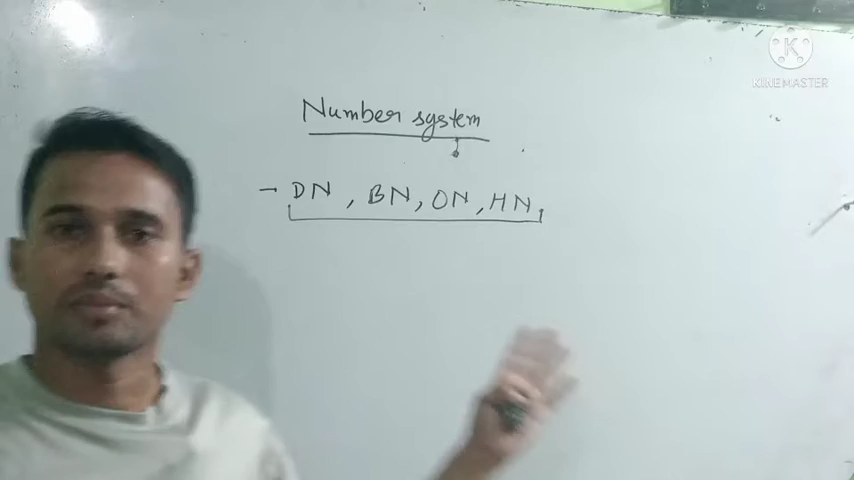 KINEMASTER
Number system
- DN, BN, ON, HN,